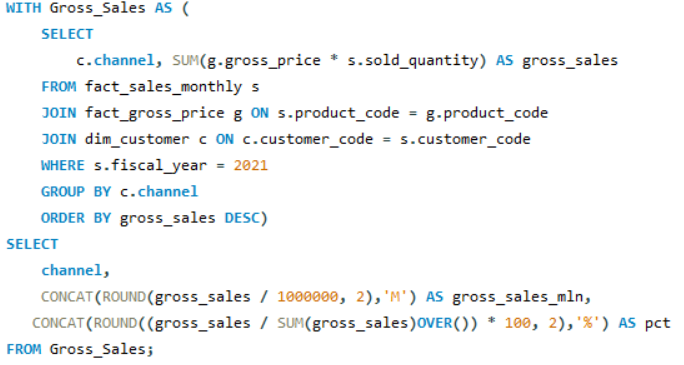 WITH Gross_Sales AS (
SELECT
c.channel, SUM(g.gross_price * s.sold_quantity) AS gross_sales
FROM fact_sales_monthly s
JOIN fact_gross_price g ON s.product_code = g.product_code
JOIN dim_customer c ON c.customer_code = s.customer_code
WHERE s.fiscal_year = 2021
GROUP BY c.channel
ORDER BY gross_sales DESC)
SELECT
channel,
CONCAT(ROUND(gross_sales / 1000000, 2),'M') AS gross_sales_mln,
CONCAT(ROUND((gross_sales / SUM(gross_sales)OVER()) * 100, 2),'%') AS pct
FROM Gross_Sales;